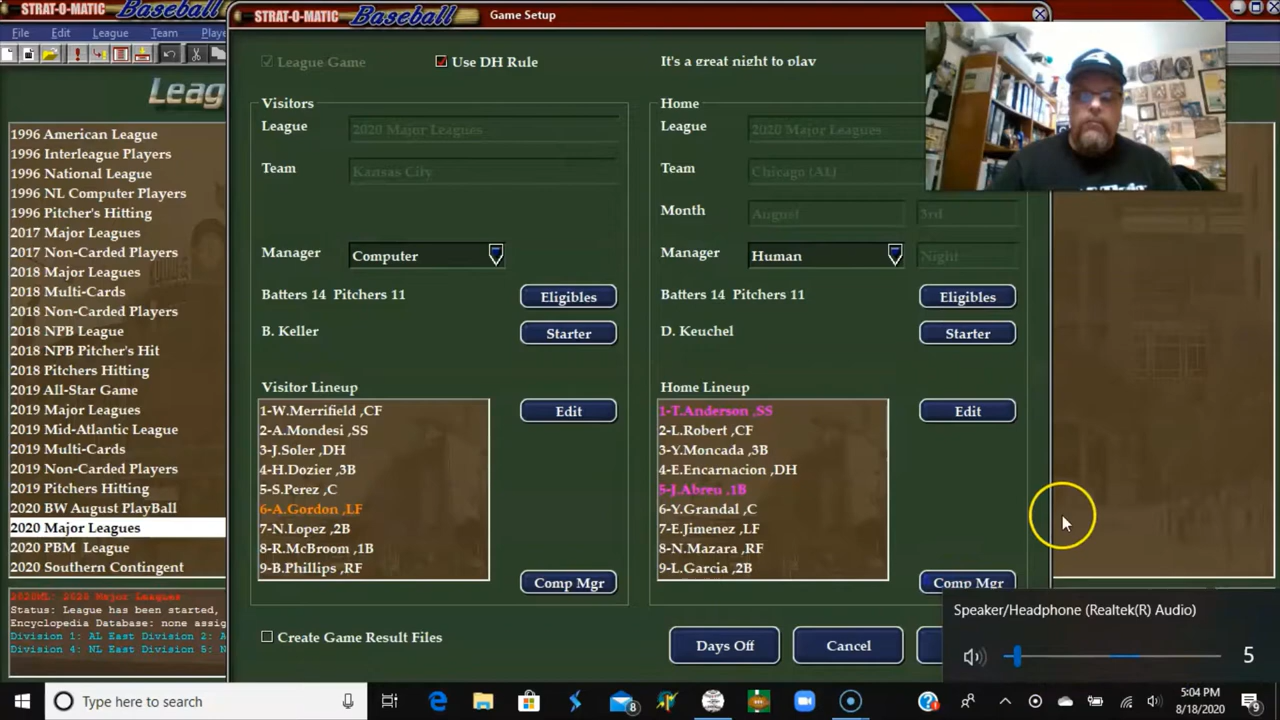 STRAT-O-MATIC Baseball
File Edit League Team
Leag
1996 American League
1996 Interleague Players
1996 National League
1996 NL Computer Players
1996 Pitcher's Hitting
2017 Major Leagues
2017 Non-Carded Players
2018 Major Leagues
2018 Multi-Cards
2018 Non-Carded Players
2018 NPB League
2018 NPB Pitcher's Hit
2018 Pitchers Hitting
2019 All-Star Game
2019 Major Leagues
2019 Mid-Atlantic League
2019 Multi-Cards
2019 Non-Carded Players
2019 Pitchers Hitting
2020 BW August PlayBall
2020 Major Leagues
2020 PBM League
2020 Southern Contingent
2020ML: 2020 Major Leagues
Status: League has been started,
Encyclopedia Database: none assig
Division 1: AL East Division 2: A
Division 4: NL East Division 5: N
STRAT-O-MATIC Baseball Game Setup
League Game Use DH Rule It's a great night to play
Visitors
League 2020 Major Leagues
Team Kansas City
Manager Computer
Batters 14 Pitchers 11 Eligibles
B. Keller Starter
Visitor Lineup
1-W.Merrifield ,CF Edit
2-A.Mondesi ,SS
3-J.Soler ,DH
4-H.Dozier ,3B
5-S.Perez ,C
6-A.Gordon ,LF
7-N.Lopez ,2B
8-R.McBroom ,1B
9-B.Phillips ,RF
Comp Mgr
Home
League 2020 Major Leagues
Team Chicago (AL)
Month August 3rd
Manager Human Night
Batters 14 Pitchers 11 Eligibles
D. Keuchel Starter
Home Lineup
1-T.Anderson ,SS Edit
2-L.Robert ,CF
3-Y.Moncada ,3B
4-E.Encarnacion ,DH
5-J.Abreu ,1B
6-Y.Grandal ,C
7-E.Jimenez ,LF
8-N.Mazara ,RF
9-L.Garcia ,2B
Comp Mgr
Create Game Result Files Days Off Cancel
Speaker/Headphone (Realtek(R) Audio)
5
Type here to search
8
5:04 PM
8/18/2020
9